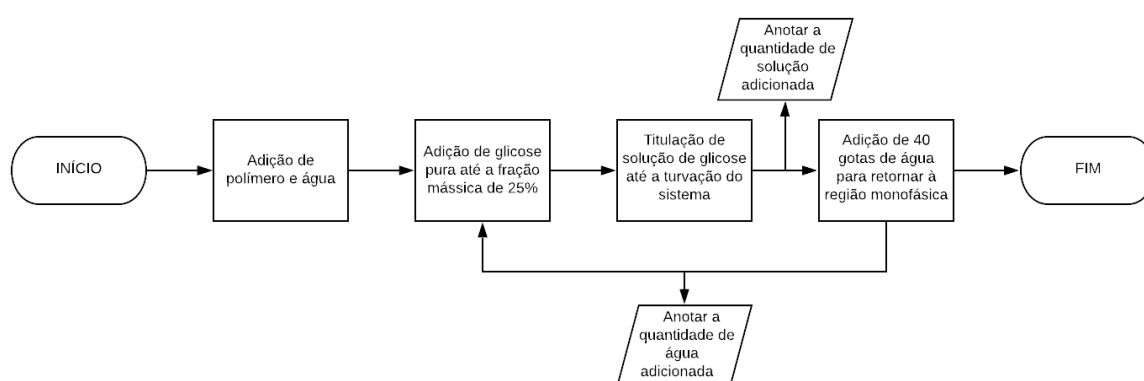 INÍCIO
Adição de
polímero e água
Adição de glicose
pura até a fração
mássica de 25%
Titulação de
solução de glicose
até a turvação do
sistema
Anotar a
quantidade de
solução
adicionada
Adição de 40
gotas de água
para retornar à
região monofásica
FIM
Anotar a
quantidade de
água
adicionada